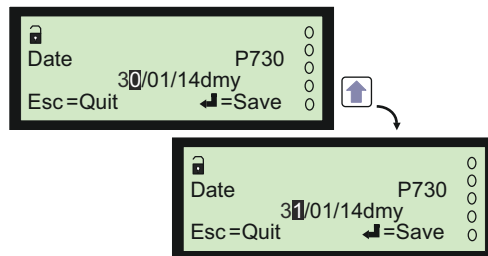 Date P730
30/01/14dmy
Esc=Quit =Save
Date P730
31/01/14dmy
Esc=Quit =Save